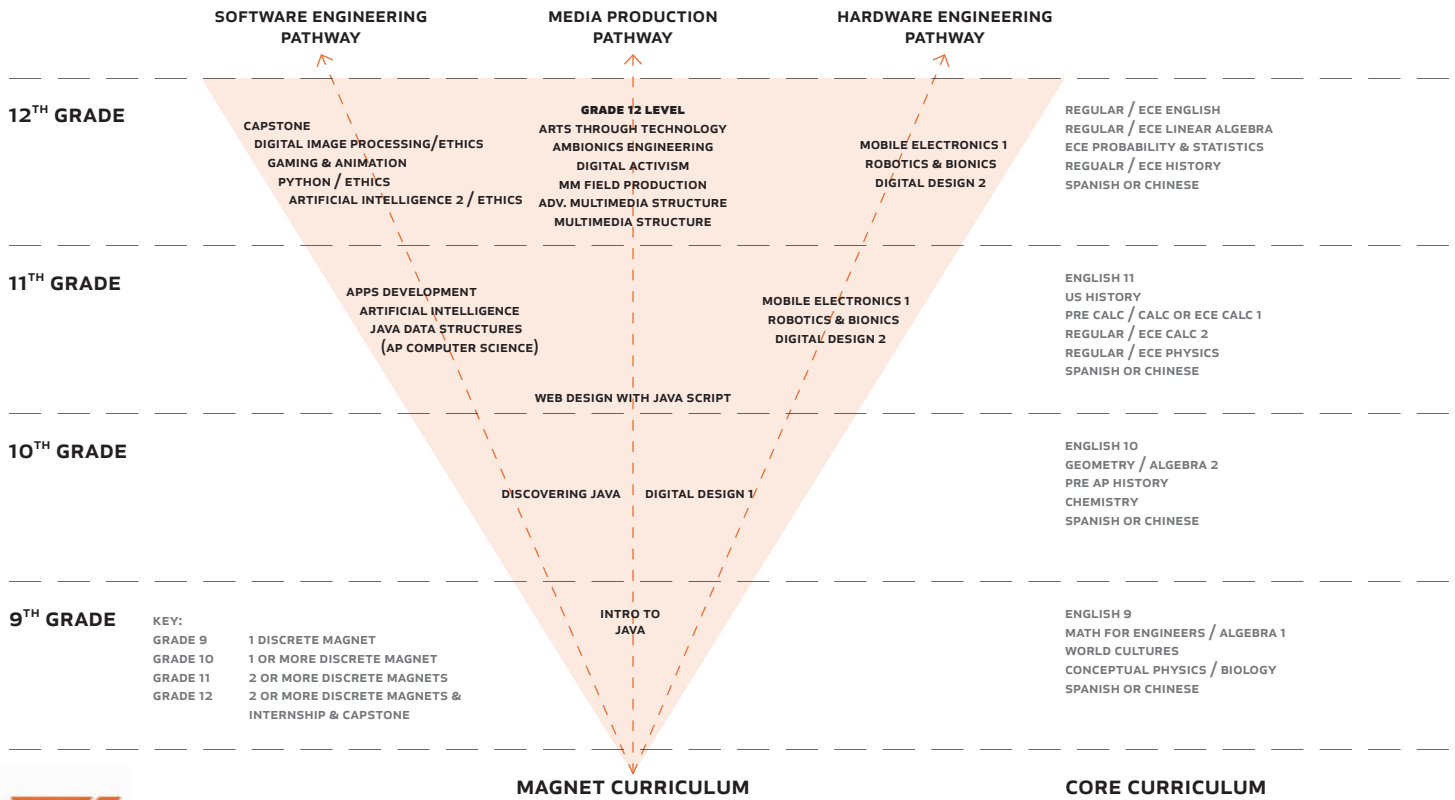 SOFTWARE ENGINEERING
PATHWAY
MEDIA PRODUCTION
PATHWAY
HARDWARE ENGINEERING
PATHWAY
12TH GRADE
CAPSTONE
DIGITAL IMAGE PROCESSING/ETHICS
GAMING & ANIMATION
PYTHON / ETHICS
ARTIFICIAL INTELLIGENCE 2 / ETHICS
GRADE 12 LEVEL
ARTS THROUGH TECHNOLOGY
AMBIONICS ENGINEERING
DIGITAL ACTIVISM
MM FIELD PRODUCTION
ADV. MULTIMEDIA STRUCTURE
MULTIMEDIA STRUCTURE
MOBILE ELECTRONICS 1
ROBOTICS & BIONICS
DIGITAL DESIGN 2
REGULAR / ECE ENGLISH
REGULAR / ECE LINEAR ALGEBRA
ECE PROBABILITY & STATISTICS
REGUALR / ECE HISTORY
SPANISH OR CHINESE
11TH GRADE
APPS DEVELOPMENT
ARTIFICIAL INTELLIGENCE
JAVA DATA STRUCTURES
(AP COMPUTER SCIENCE)
MOBILE ELECTRONICS 1
ROBOTICS & BIONICS
DIGITAL DESIGN 2
WEB DESIGN WITH JAVA SCRIPT
ENGLISH 11
US HISTORY
PRE CALC / CALC OR ECE CALC 1
REGULAR / ECE CALC 2
REGULAR / ECE PHYSICS
SPANISH OR CHINESE
10TH GRADE
DISCOVERING JAVA
DIGITAL DESIGN 1
ENGLISH 10
GEOMETRY / ALGEBRA 2
PRE AP HISTORY
CHEMISTRY
SPANISH OR CHINESE
9TH GRADE
KEY:
GRADE 9 1 DISCRETE MAGNET
GRADE 10 1 OR MORE DISCRETE MAGNET
GRADE 11 2 OR MORE DISCRETE MAGNETS
GRADE 12 2 OR MORE DISCRETE MAGNETS &
INTERNSHIP & CAPSTONE
INTRO TO
JAVA
ENGLISH 9
MATH FOR ENGINEERS / ALGEBRA 1
WORLD CULTURES
CONCEPTUAL PHYSICS / BIOLOGY
SPANISH OR CHINESE
MAGNET CURRICULUM
CORE CURRICULUM